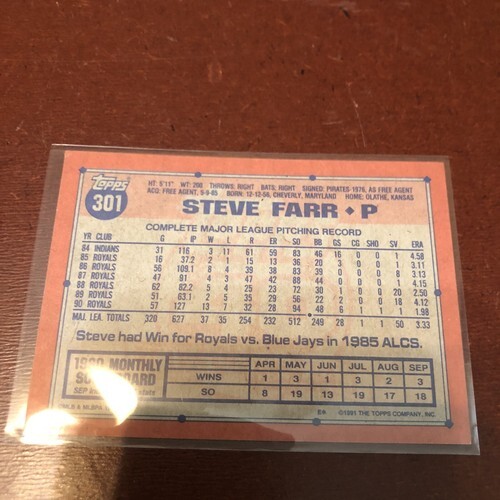 Topps
301
HT: 5'11" WT: 200 THROWS: RIGHT BATS: RIGHT SIGNED: PIRATES-1976, AS FREE AGENT
ACQ: FREE AGENT, 5-9-85 BORN: 12-12-56, CHEVERLY, MARYLAND HOME: OLATHE, KANSAS
STEVE FARR ♦ P
COMPLETE MAJOR LEAGUE PITCHING RECORD
YR CLUB G IP W L R ER SO BB GS CG SHO SV ERA
84 INDIANS 31 116 3 11 61 59 83 46 16 0 0 1 4.58
85 ROYALS 16 37.2 2 1 15 13 36 20 3 0 0 1 3.11
86 ROYALS 56 109.1 8 4 39 38 83 39 0 0 0 8 3.13
87 ROYALS 47 91 4 3 47 42 88 44 0 0 0 1 4.15
88 ROYALS 62 82.2 5 4 25 23 72 30 1 0 0 20 2.50
89 ROYALS 51 63.1 2 5 35 29 56 22 2 0 0 18 4.12
90 ROYALS 57 127 13 7 32 28 94 48 6 1 1 1 1.98
MAJ. LEA. TOTALS 320 627 37 35 254 232 512 249 28 1 1 50 3.33
Steve had Win for Royals vs. Blue Jays in 1985 ALCS.
1990 MONTHLY
APR MAY JUN JUL AUG SEP
WINS 1 3 1 3 2 3
SO 8 19 13 19 17 18
©1991 THE TOPPS COMPANY, INC.